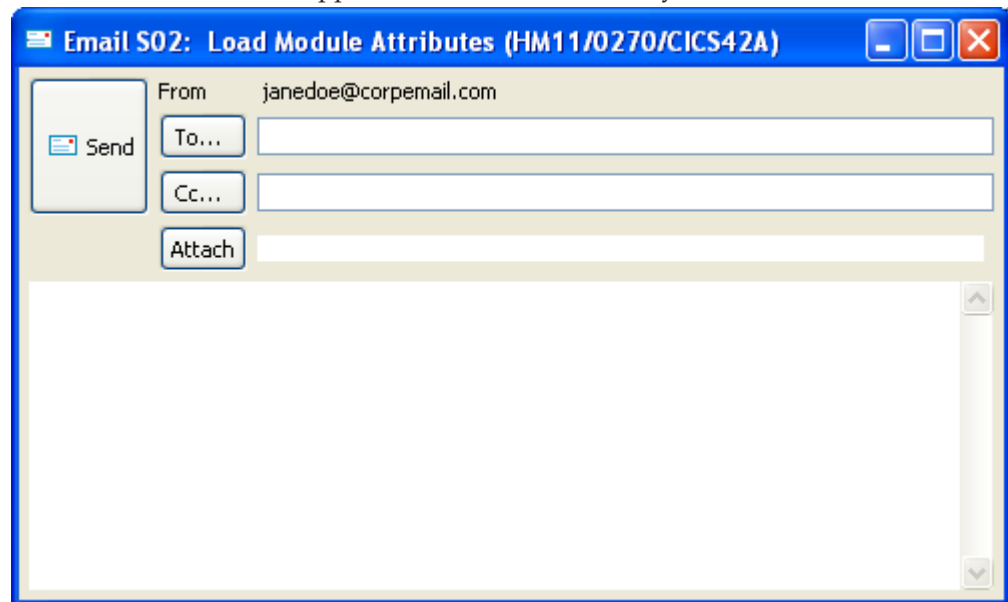 Email S02: Load Module Attributes (HM11/0270/CICS42A)
From janedoe@corpemail.com
Send
To...
Cc...
Attach